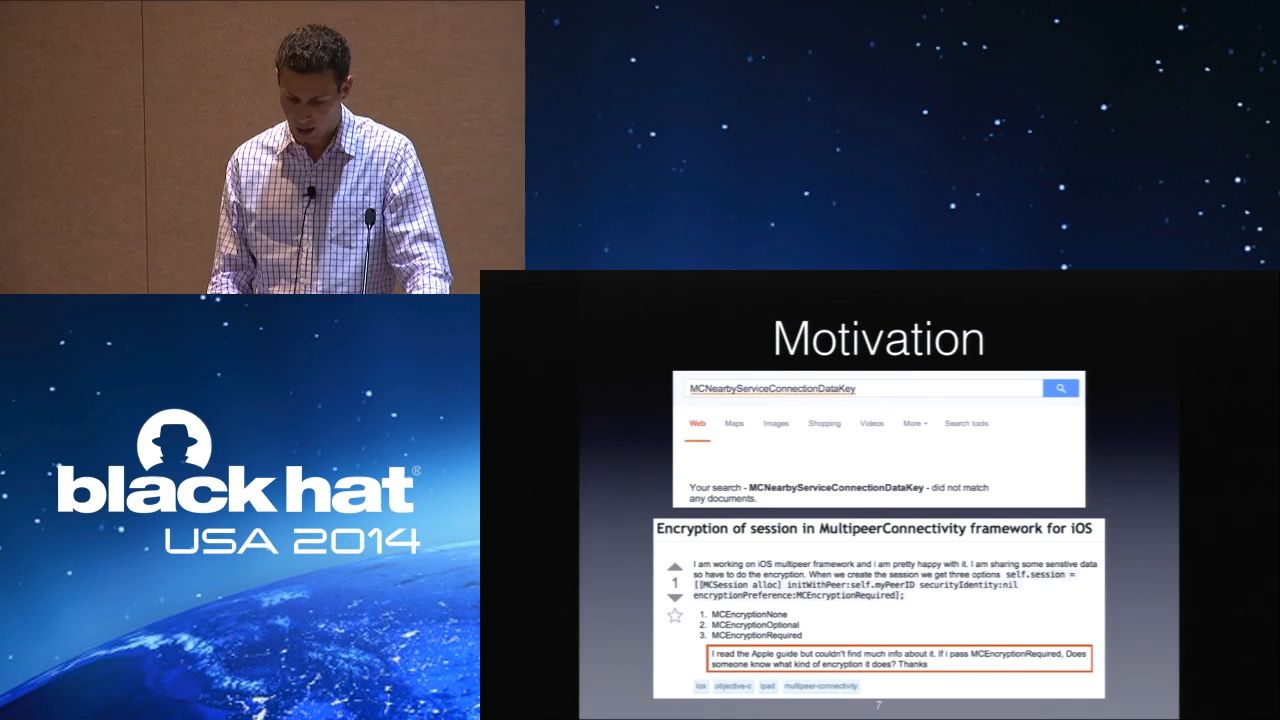 black hat®
USA 2014
Motivation
MCNearbyServiceConnectionDataKey
Web Maps Images Shopping Videos More Search tools
Your search - MCNearbyServiceConnectionDataKey - did not match
any documents.
Encryption of session in MultipeerConnectivity framework for iOS
I am working on iOS multipeer framework and i am pretty happy with it. I am sharing some senstive data
so have to do the encryption. When we create the session we get three options self.session =
[[MCSession alloc] initWithPeer:self.myPeerID securityIdentity:nil
encryptionPreference:MCEncryptionRequired];
1
1. MCEncryptionNone
2. MCEncryptionOptional
3. MCEncryptionRequired
I read the Apple guide but couldn't find much info about it. If i pass MCEncryptionRequired, Does
someone know what kind of encryption it does? Thanks
ios objective-c ipad multipeer-connectivity
7